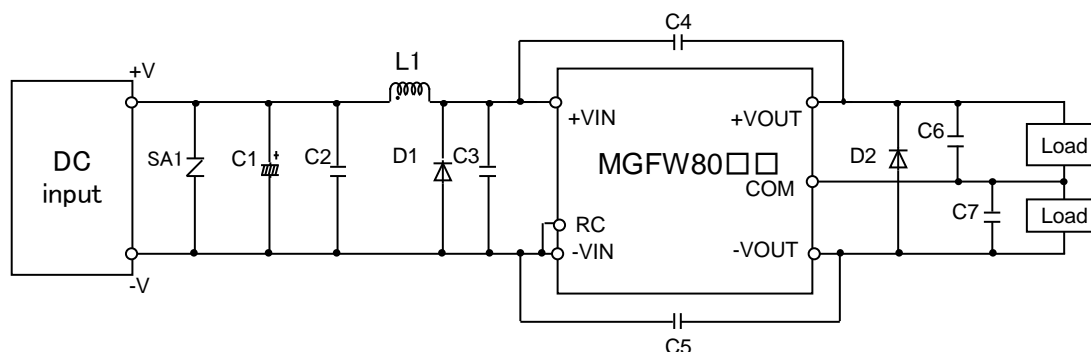 C4
+V
L1
+VIN
+VOUT
C6
Load
DC
input
SA1
C1
+
C2
D1
C3
MGFW80□□
D2
COM
C7
Load
RC
-VIN
-VOUT
-V
C5